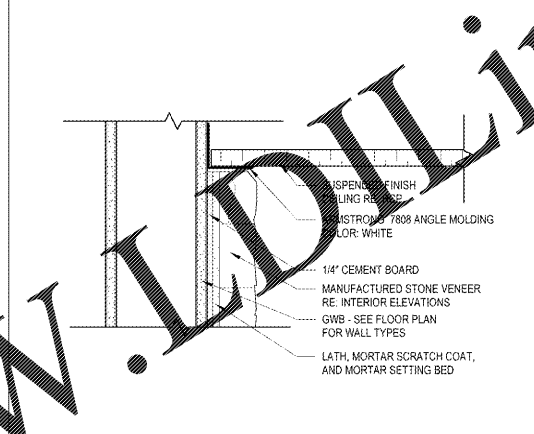 W.LDILi
SUSPENDED FINISH
CEILING RE: RCP
ARMSTRONG 7808 ANGLE MOLDING
COLOR: WHITE
1/4" CEMENT BOARD
MANUFACTURED STONE VENEER
RE: INTERIOR ELEVATIONS
GWB - SEE FLOOR PLAN
FOR WALL TYPES
LATH, MORTAR SCRATCH COAT,
AND MORTAR SETTING BED